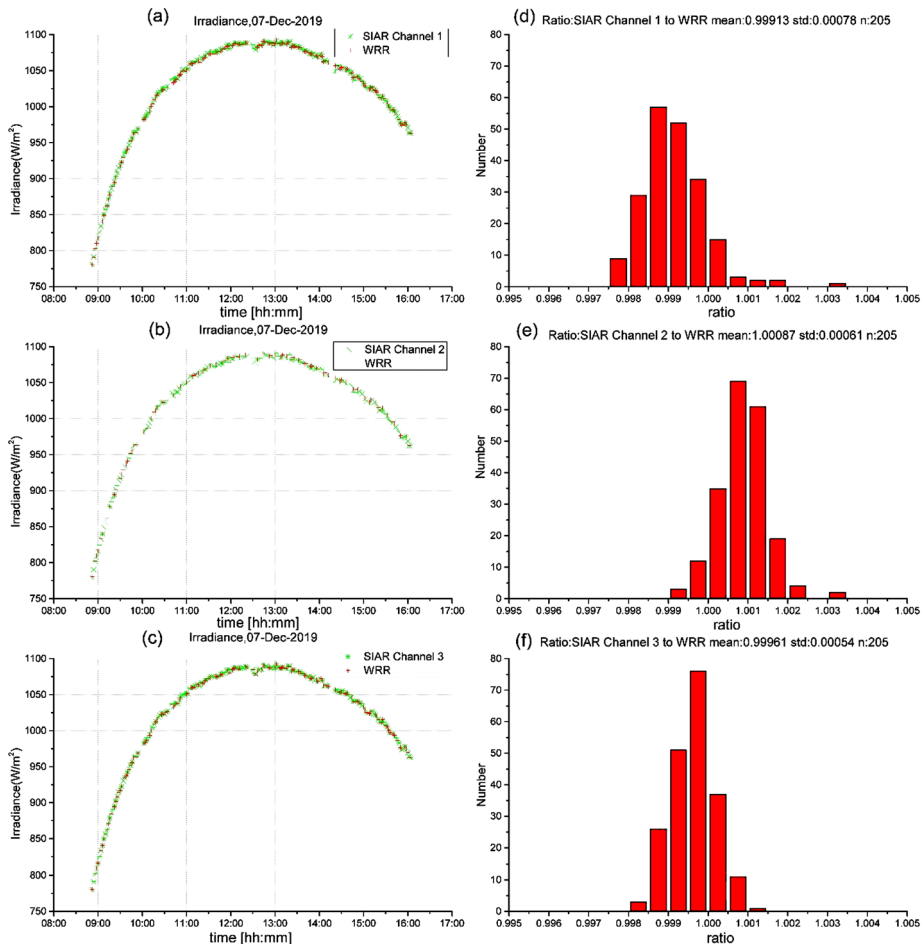 (a) Irradiance,07-Dec-2019
SIAR Channel 1
WRR
Irradiance(W/m²)
1100
1050
1000
950
900
850
800
750
08:00 09:00 10:00 11:00 12:00 13:00 14:00 15:00 16:00 17:00
time [hh:mm]
(d) Ratio:SIAR Channel 1 to WRR mean:0.99913 std:0.00078 n:205
Number
80
70
60
50
40
30
20
10
0
0.995 0.996 0.997 0.998 0.999 1.000 1.001 1.002 1.003 1.004 1.005
ratio
(b) Irradiance,07-Dec-2019
SIAR Channel 2
WRR
Irradiance(W/m²)
1100
1050
1000
950
900
850
800
750
08:00 09:00 10:00 11:00 12:00 13:00 14:00 15:00 16:00 17:00
time [hh:mm]
(e) Ratio:SIAR Channel 2 to WRR mean:1.00087 std:0.00061 n:205
Number
80
70
60
50
40
30
20
10
0
0.995 0.996 0.997 0.998 0.999 1.000 1.001 1.002 1.003 1.004 1.005
ratio
(c) Irradiance,07-Dec-2019
SIAR Channel 3
WRR
Irradiance(W/m²)
1100
1050
1000
950
900
850
800
750
08:00 09:00 10:00 11:00 12:00 13:00 14:00 15:00 16:00 17:00
time [hh:mm]
(f) Ratio:SIAR Channel 3 to WRR mean:0.99961 std:0.00054 n:205
Number
80
70
60
50
40
30
20
10
0
0.995 0.996 0.997 0.998 0.999 1.000 1.001 1.002 1.003 1.004 1.005
ratio